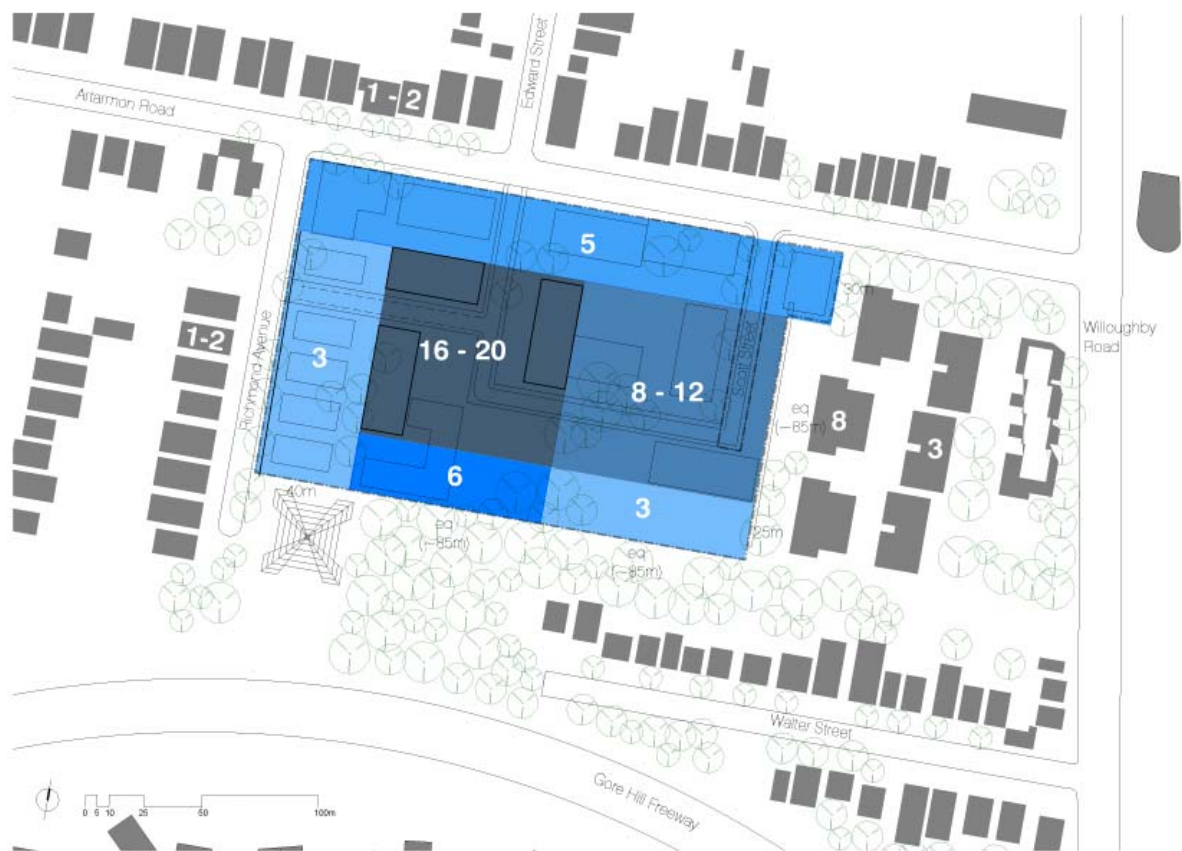 Edward Street
Artarmon Road
1 - 2
5
30m
Willoughby
Road
Richmond Avenue
1-2
3
16 - 20
8 - 12
Scott Street
eq
(~85m)
8
3
6
3
40m
eq
(~85m)
25m
eq
(~85m)
Walter Street
Gore Hill Freeway
0 5 10 25 50 100m